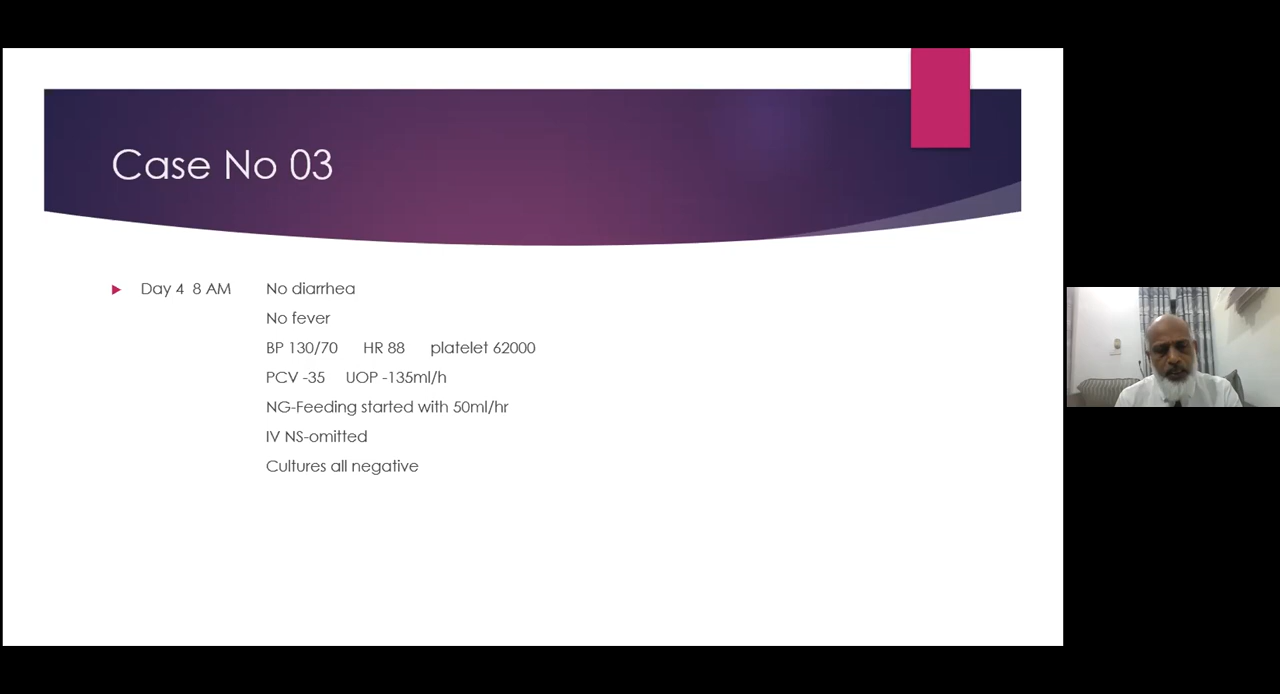 Case No 03
Day 4 8 AM No diarrhea
No fever
BP 130/70 HR 88 platelet 62000
PCV -35 UOP -135ml/h
NG-Feeding started with 50ml/hr
IV NS-omitted
Cultures all negative